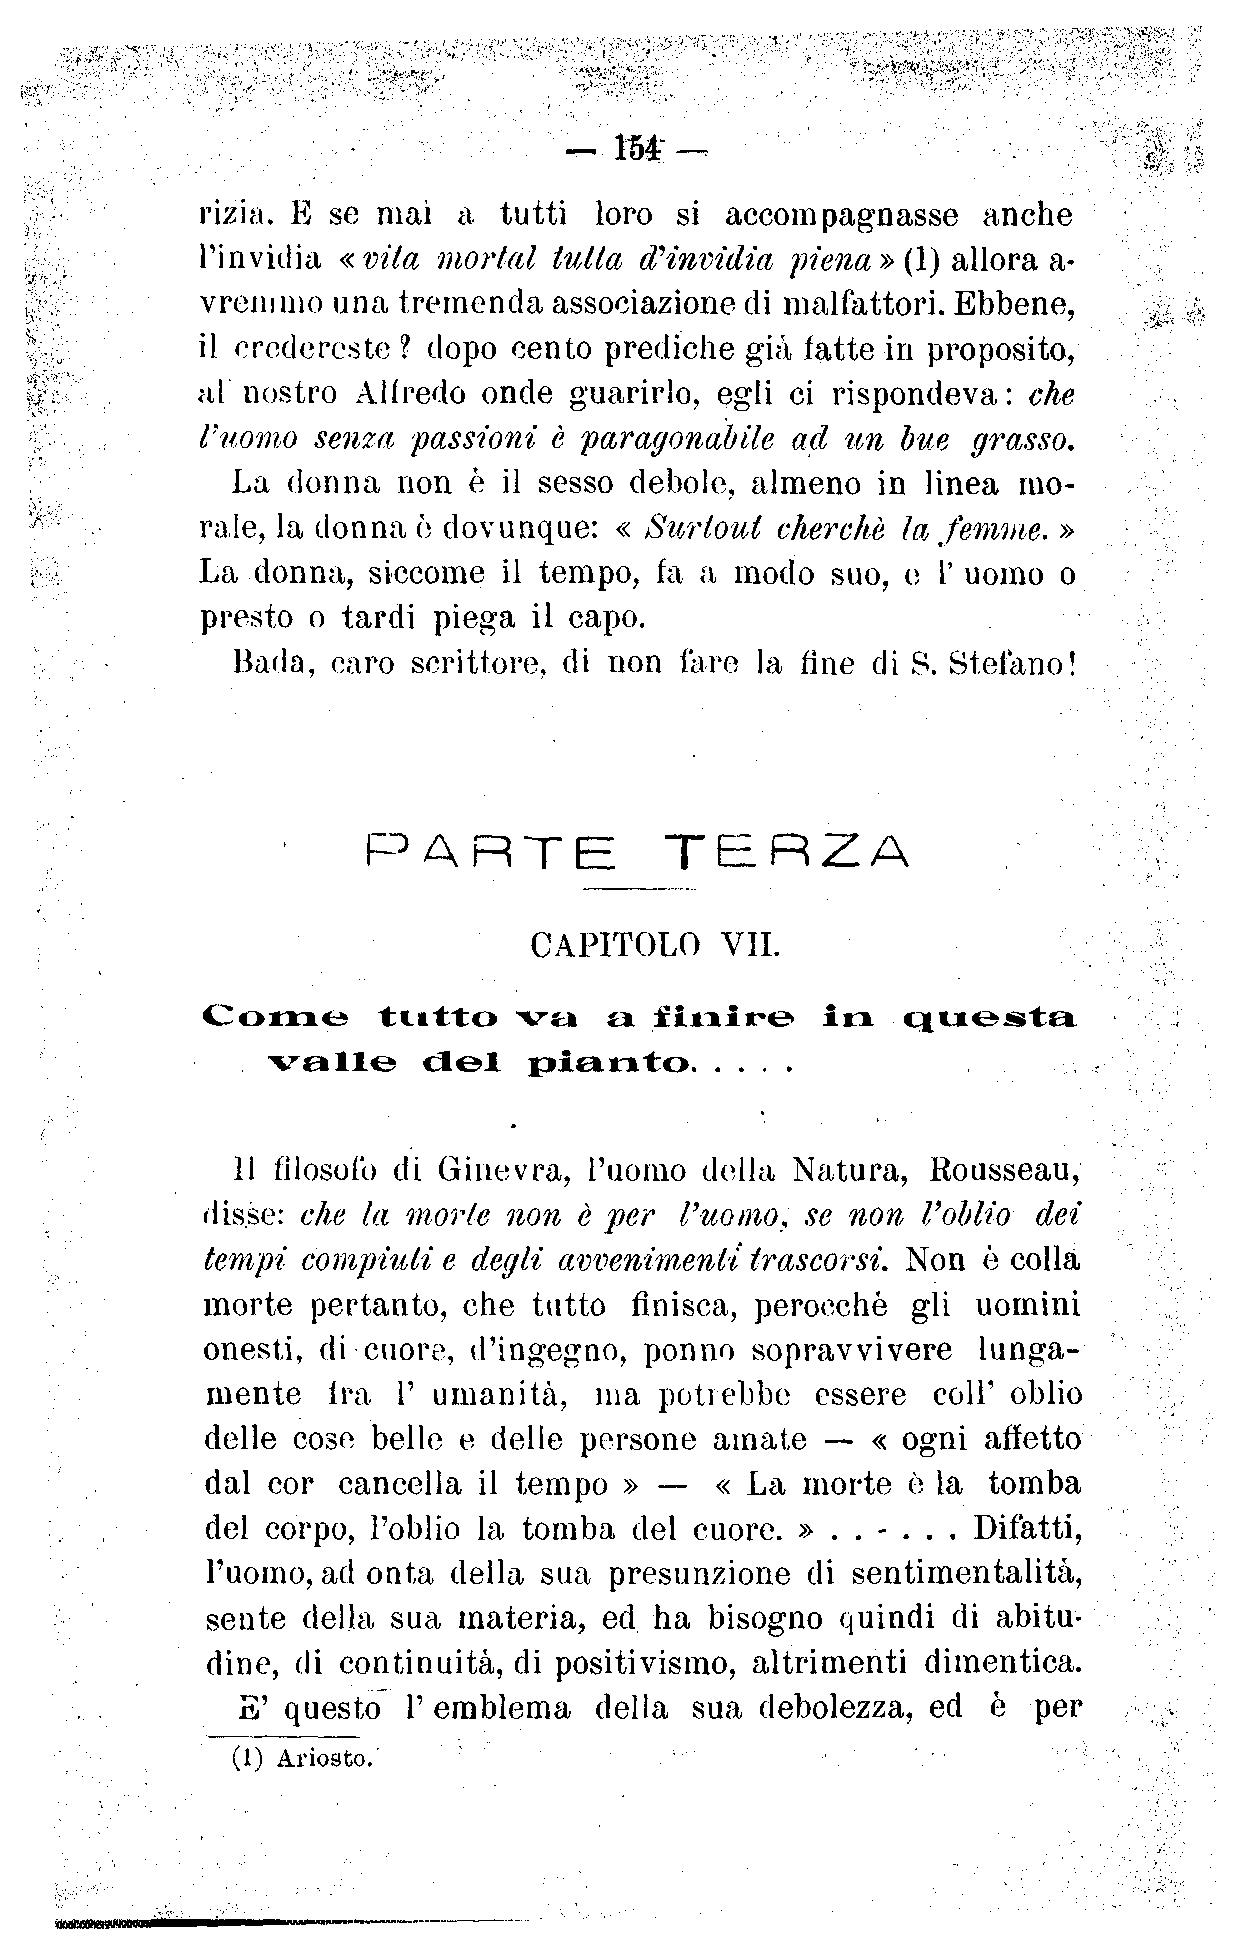 — 154 —
rizia. E se mai a tutti loro si accompagnasse anche
l'invidia « vita mortal tutta d'invidia piena » (1) allora a-
vremmo una tremenda associazione di malfattori. Ebbene,
il credereste ? dopo cento prediche già fatte in proposito,
al nostro Alfredo onde guarirlo, egli ci rispondeva : che
l'uomo senza passioni è paragonabile ad un bue grasso.
La donna non è il sesso debole, almeno in linea mo-
rale, la donna è dovunque: « Surtout cherchè la femme. »
La donna, siccome il tempo, fa a modo suo, e l' uomo o
presto o tardi piega il capo.
Bada, caro scrittore, di non fare la fine di S. Stefano!
PARTE TERZA
CAPITOLO VII.
Come tutto va a finire in questa
valle del pianto. . . . .
Il filosofo di Ginevra, l'uomo della Natura, Rousseau,
disse: che la morte non è per l'uomo, se non l'oblio dei
tempi compiuti e degli avvenimenti trascorsi. Non è colla
morte pertanto, che tutto finisca, perocchè gli uomini
onesti, di cuore, d'ingegno, ponno sopravvivere lunga-
mente fra l' umanità, ma potrebbe essere coll' oblio
delle cose belle e delle persone amate — « ogni affetto
dal cor cancella il tempo » — « La morte è la tomba
del corpo, l'oblio la tomba del cuore. » . . - . . . Difatti,
l'uomo, ad onta della sua presunzione di sentimentalità,
sente della sua materia, ed ha bisogno quindi di abitu-
dine, di continuità, di positivismo, altrimenti dimentica.
E' questo l' emblema della sua debolezza, ed è per
(1) Ariosto.